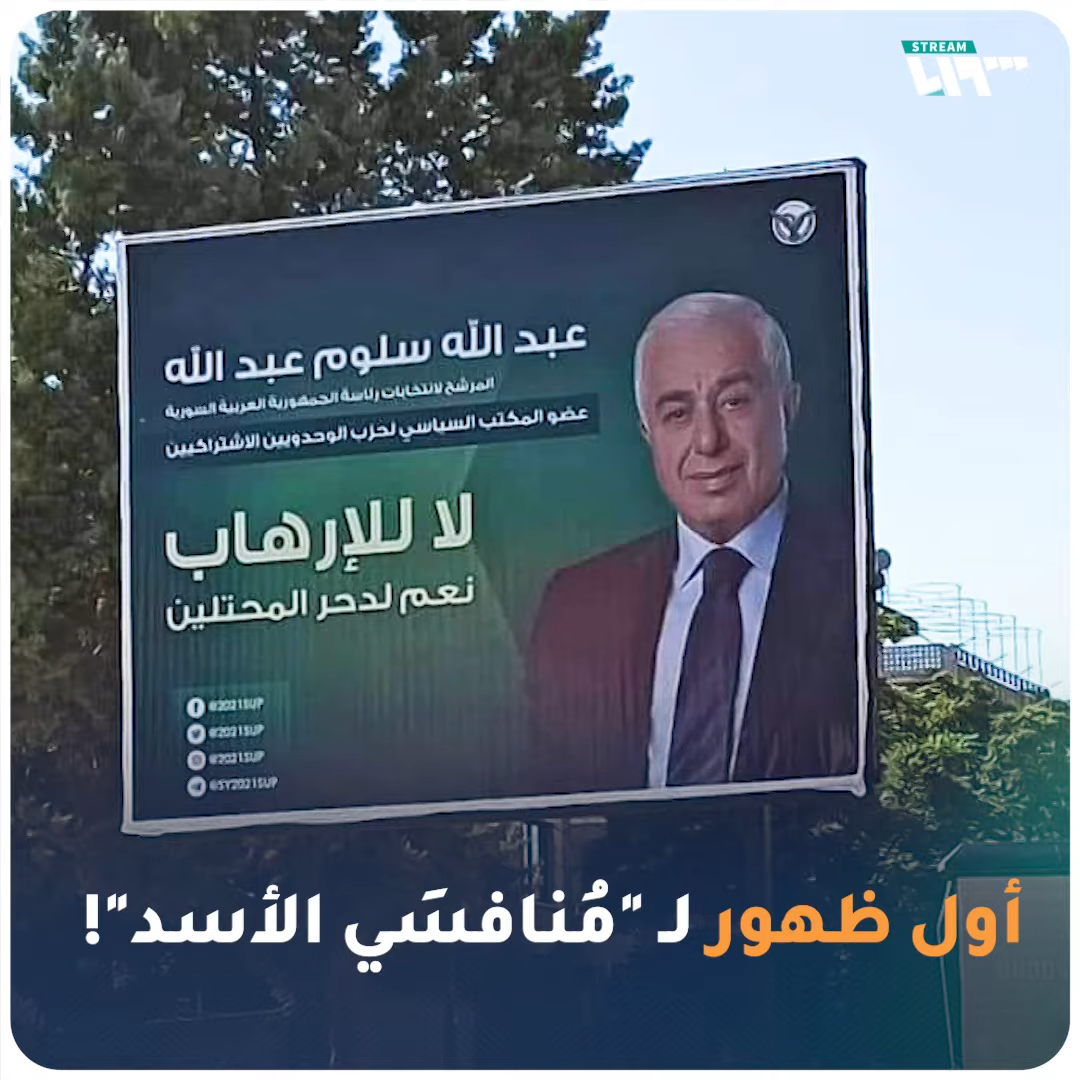 STREAM
عبد الله سلوم عبد الله
المرشح لانتخابات رئاسة الجمهورية العربية السورية
عضو المكتب السياسي لحزب الوحدويين الاشتراكيين
لا للإرهاب
نعم لدحر المحتلين
@2021SUP
@2021SUP
@2021SUP
@SY2021SUP
أول ظهور لـ "مُنافسَي الأسد"!